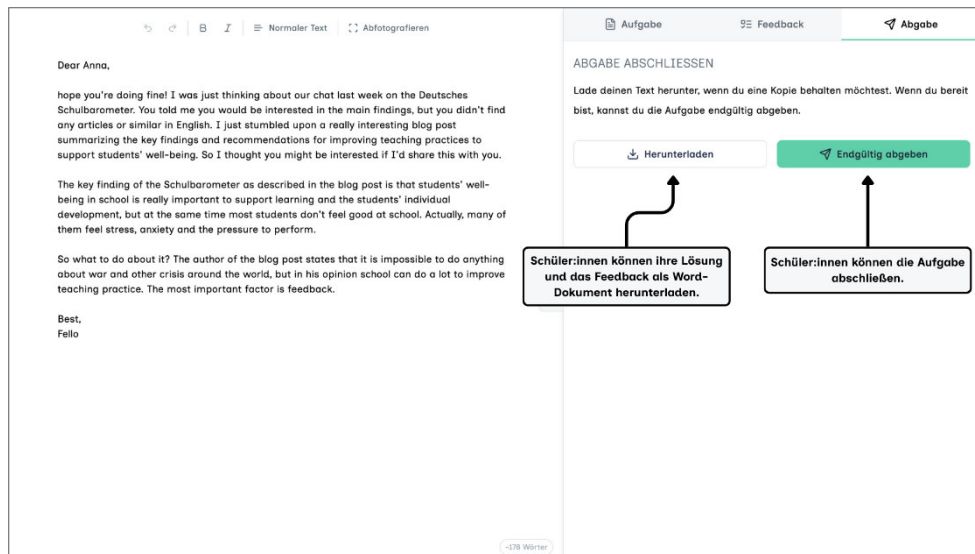 B I Normaler Text Abfotografieren
Dear Anna,
hope you're doing fine! I was just thinking about our chat last week on the Deutsches
Schulbarometer. You told me you would be interested in the main findings, but you didn't find
any articles or similar in English. I just stumbled upon a really interesting blog post
summarizing the key findings and recommendations for improving teaching practices to
support students' well-being. So I thought you might be interested if I'd share this with you.
The key finding of the Schulbarometer as described in the blog post is that students' well-
being in school is really important to support learning and the students' individual
development, but at the same time most students don't feel good at school. Actually, many of
them feel stress, anxiety and the pressure to perform.
So what to do about it? The author of the blog post states that it is impossible to do anything
about war and other crisis around the world, but in his opinion school can do a lot to improve
teaching practice. The most important factor is feedback.
Best,
Fello
~178 Wörter
Aufgabe Feedback Abgabe
ABGABE ABSCHLIESSEN
Lade deinen Text herunter, wenn du eine Kopie behalten möchtest. Wenn du bereit
bist, kannst du die Aufgabe endgültig abgeben.
Herunterladen Endgültig abgeben
Schüler:innen können ihre Lösung
und das Feedback als Word-
Dokument herunterladen.
Schüler:innen können die Aufgabe
abschließen.